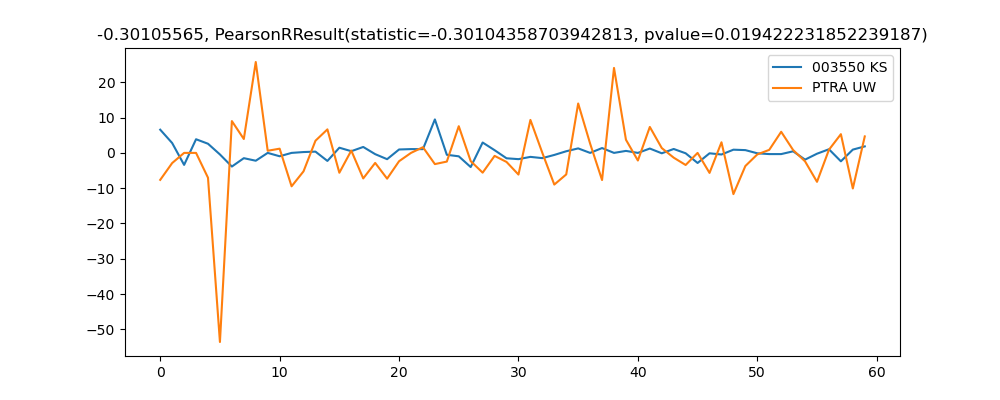 -0.30105565, PearsonRResult(statistic=-0.30104358703942813, pvalue=0.019422231852239187)
003550 KS
PTRA UW
20
10
0
−10
−20
−30
−40
−50
0 10 20 30 40 50 60